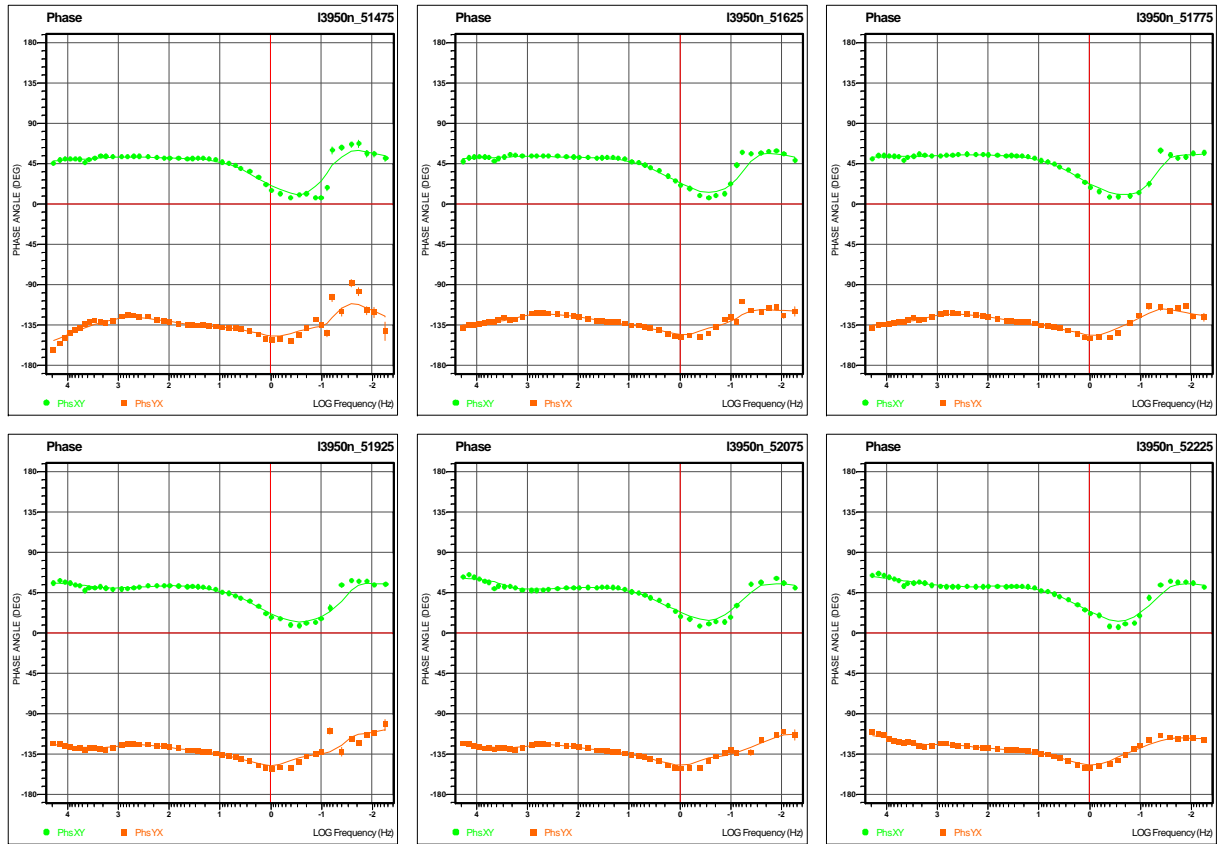 Phase I3950n_51475
180
135
90
45
0
-45
-90
-135
-180
PHASE ANGLE (DEG)
4 3 2 1 0 -1 -2
PhsXY PhsYX LOG Frequency (Hz)
Phase I3950n_51625
180
135
90
45
0
-45
-90
-135
-180
PHASE ANGLE (DEG)
4 3 2 1 0 -1 -2
PhsXY PhsYX LOG Frequency (Hz)
Phase I3950n_51775
180
135
90
45
0
-45
-90
-135
-180
PHASE ANGLE (DEG)
4 3 2 1 0 -1 -2
PhsXY PhsYX LOG Frequency (Hz)
Phase I3950n_51925
180
135
90
45
0
-45
-90
-135
-180
PHASE ANGLE (DEG)
4 3 2 1 0 -1 -2
PhsXY PhsYX LOG Frequency (Hz)
Phase I3950n_52075
180
135
90
45
0
-45
-90
-135
-180
PHASE ANGLE (DEG)
4 3 2 1 0 -1 -2
PhsXY PhsYX LOG Frequency (Hz)
Phase I3950n_52225
180
135
90
45
0
-45
-90
-135
-180
PHASE ANGLE (DEG)
4 3 2 1 0 -1 -2
PhsXY PhsYX LOG Frequency (Hz)